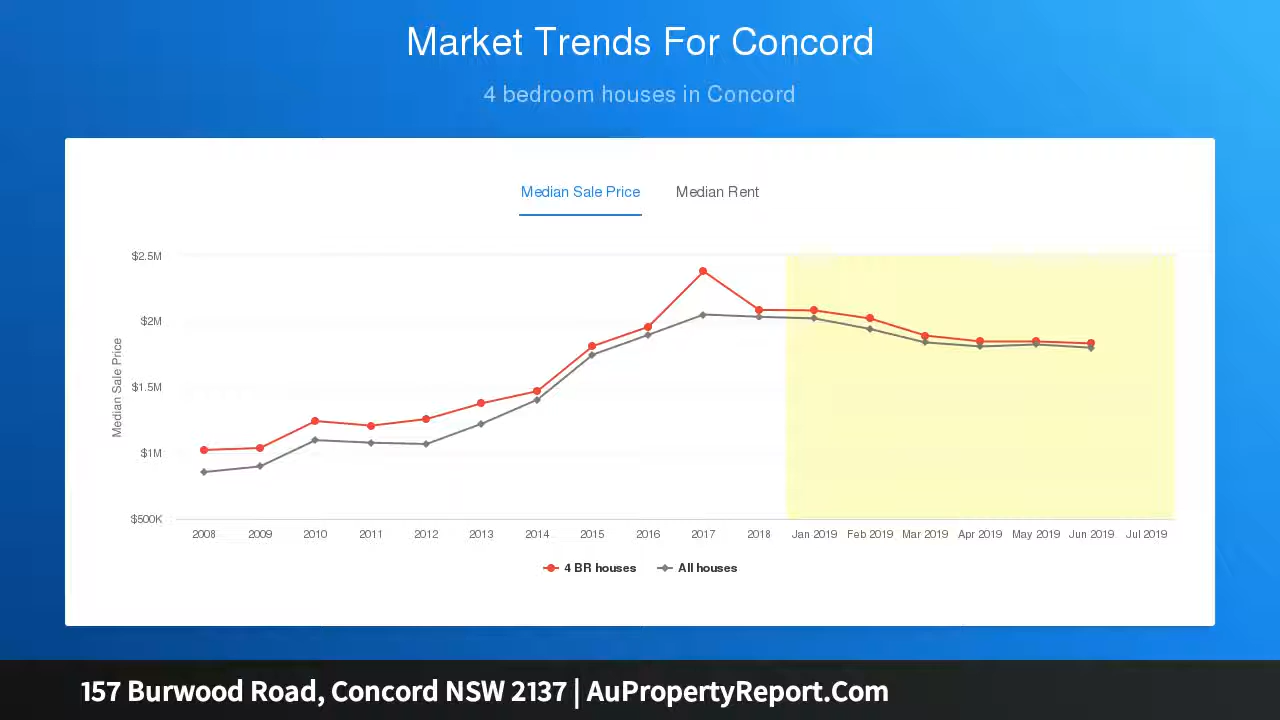 Market Trends For Concord
4 bedroom houses in Concord
Median Sale Price Median Rent
$2.5M
$2M
$1.5M
$1M
$500K
Median Sale Price
2008 2009 2010 2011 2012 2013 2014 2015 2016 2017 2018 Jan 2019 Feb 2019 Mar 2019 Apr 2019 May 2019 Jun 2019 Jul 2019
4 BR houses All houses
157 Burwood Road, Concord NSW 2137 | AuPropertyReport.Com